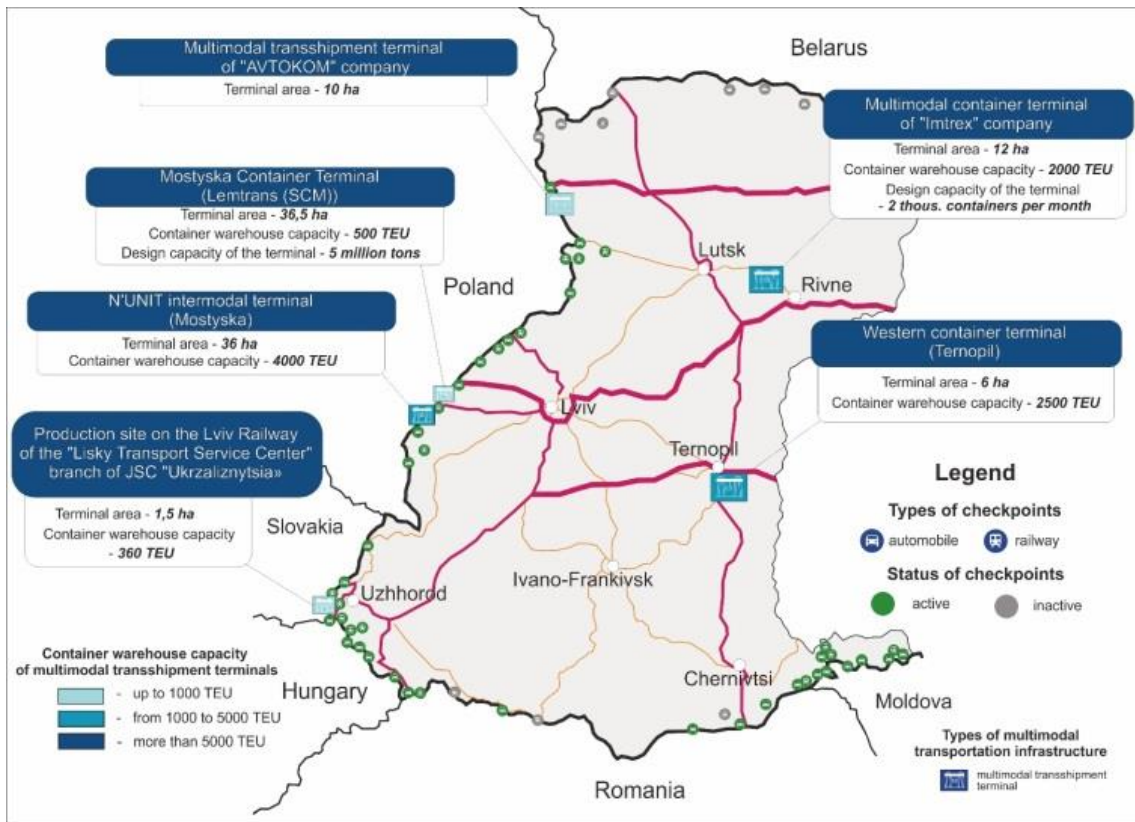 Belarus
Multimodal transshipment terminal
of "AVTOKOM" company
Terminal area - 10 ha
Multimodal container terminal
of "Imtrex" company
Terminal area - 12 ha
Container warehouse capacity - 2000 TEU
Design capacity of the terminal
- 2 thous. containers per month
Mostyska Container Terminal
(Lemtrans (SCM))
Terminal area - 36,5 ha
Container warehouse capacity - 500 TEU
Design capacity of the terminal - 5 million tons
Lutsk
Poland
Rivne
N'UNIT intermodal terminal
(Mostyska)
Terminal area - 36 ha
Container warehouse capacity - 4000 TEU
Western container terminal
(Ternopil)
Terminal area - 6 ha
Container warehouse capacity - 2500 TEU
Lviv
Production site on the Lviv Railway
of the "Lisky Transport Service Center"
branch of JSC "Ukrzaliznytsia»
Terminal area - 1,5 ha
Container warehouse capacity
- 360 TEU
Ternopil
Slovakia
Ivano-Frankivsk
Uzhhorod
Legend
Types of checkpoints
automobile railway
Status of checkpoints
active inactive
Container warehouse capacity
of multimodal transshipment terminals
- up to 1000 TEU
- from 1000 to 5000 TEU
- more than 5000 TEU
Hungary
Chernivtsi
Moldova
Romania
Types of multimodal
transportation infrastructure
multimodal transshipment
terminal